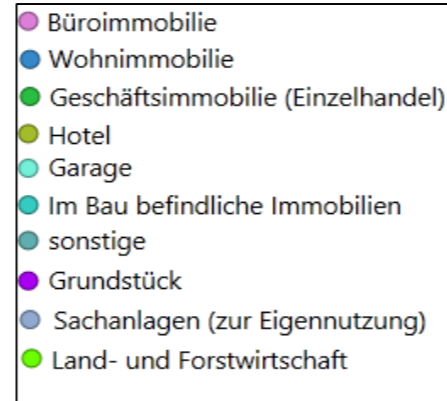 Büroimmobilie
Wohnimmobilie
Geschäftsimmobilie (Einzelhandel)
Hotel
Garage
Im Bau befindliche Immobilien
sonstige
Grundstück
Sachanlagen (zur Eigennutzung)
Land- und Forstwirtschaft